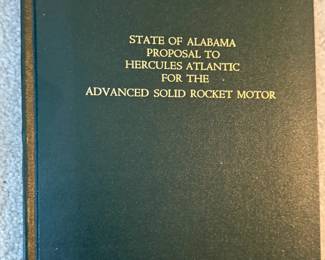 STATE OF ALABAMA
PROPOSAL TO
HERCULES ATLANTIC
FOR THE
ADVANCED SOLID ROCKET MOTOR